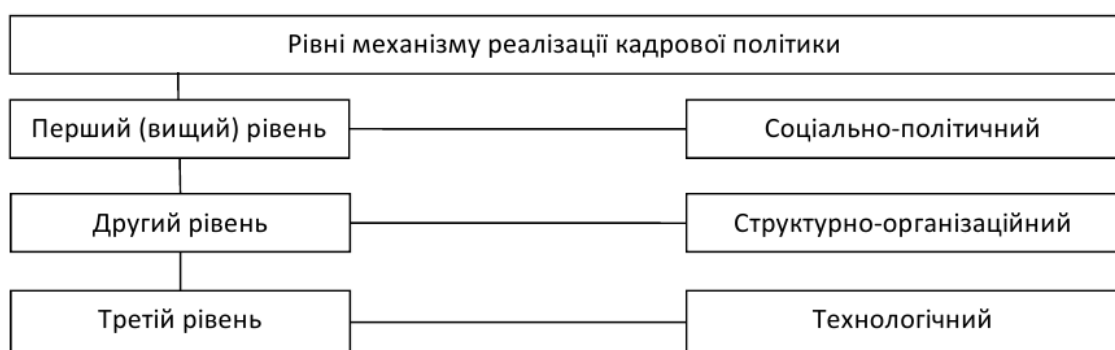 Рівні механізму реалізації кадрової політики
Перший (вищий) рівень
Соціально-політичний
Другий рівень
Структурно-організаційний
Третій рівень
Технологічний